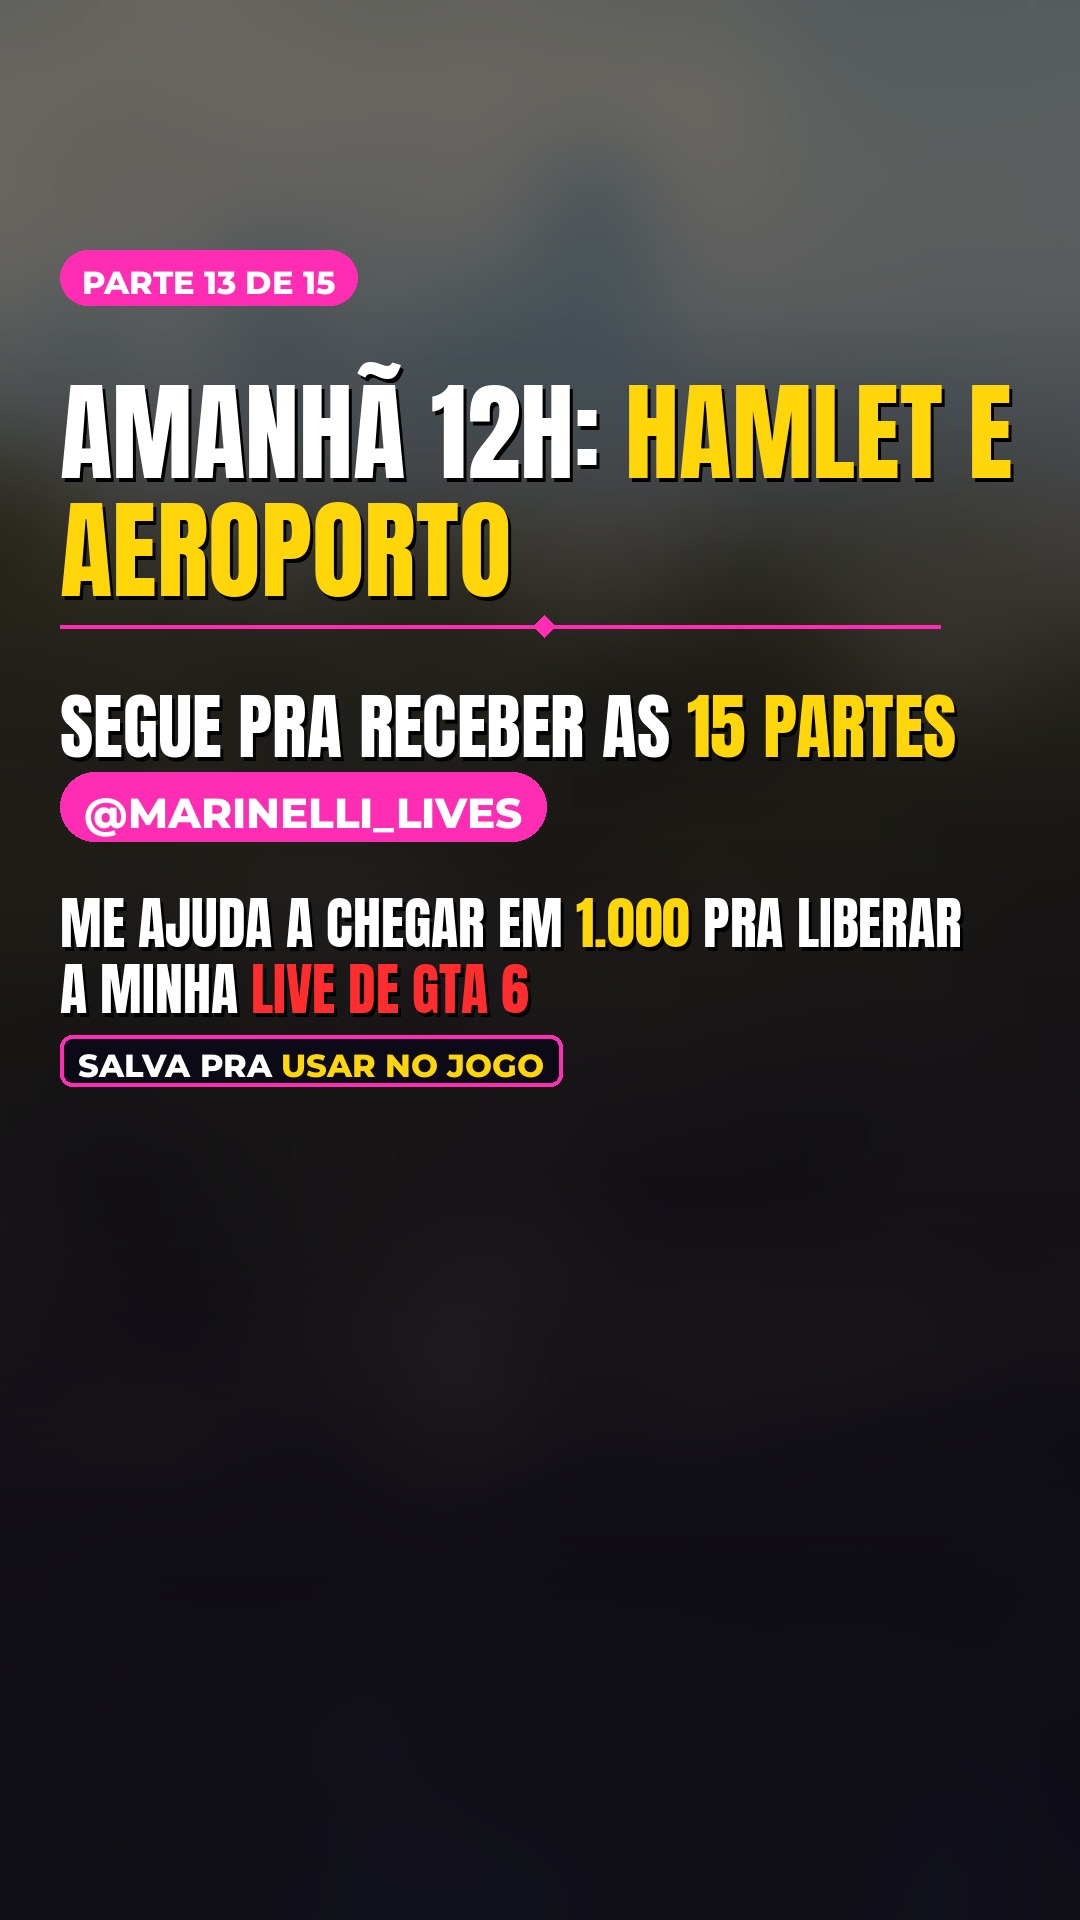 PARTE 13 DE 15
AMANHÃ 12H: HAMLET E
AEROPORTO
SEGUE PRA RECEBER AS 15 PARTES
@MARINELLI_LIVES
ME AJUDA A CHEGAR EM 1.000 PRA LIBERAR
A MINHA LIVE DE GTA 6
SALVA PRA USAR NO JOGO